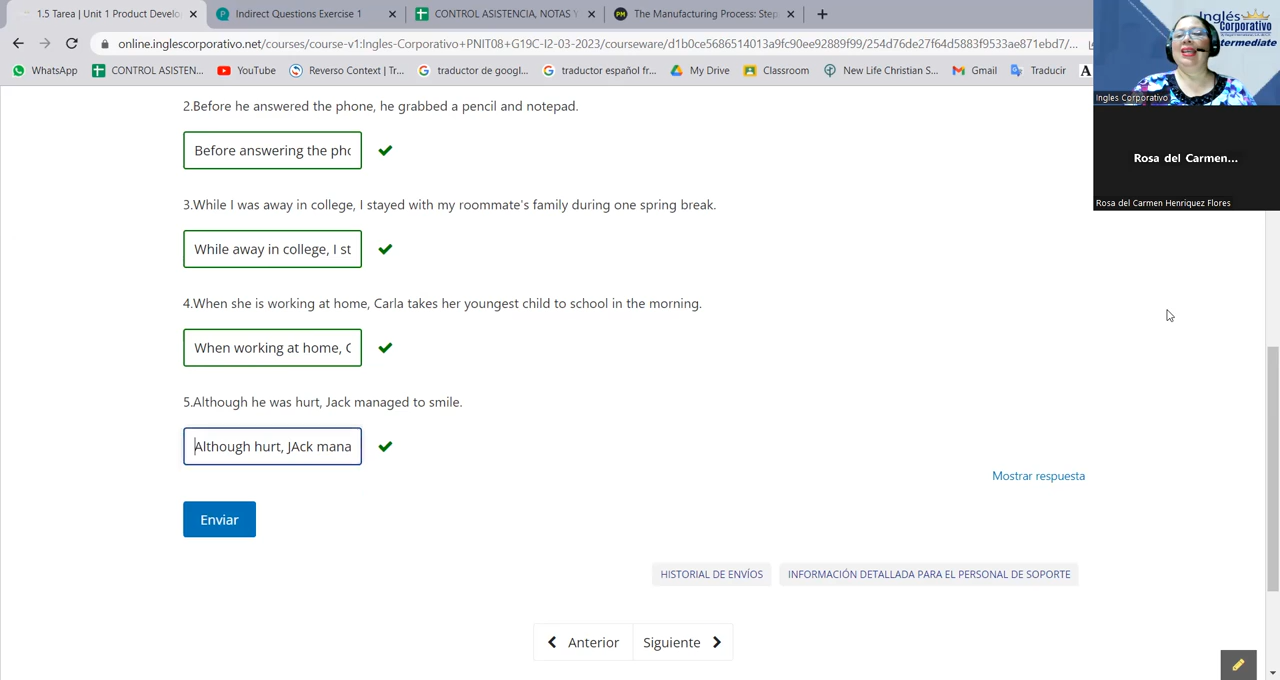 1.5 Tarea | Unit 1 Product Develo
Indirect Questions Exercise 1
CONTROL ASISTENCIA, NOTAS Y
The Manufacturing Process: Step
online.inglescorporativo.net/courses/course-v1:Ingles-Corporativo+PNIT08+G19C-I2-03-2023/courseware/d1b0ce5686514013a9fc90ee92869f99/254d76de27f64d5883f9533ae871ebd7/...
WhatsApp
CONTROL ASISTEN...
YouTube
Reverso Context | Tr...
traductor de googl...
traductor español fr...
My Drive
Classroom
New Life Christian S...
Gmail
Traducir
A
Inglés
Corporativo
ntermediate
Ingles Corporativo
Rosa del Carmen...
Rosa del Carmen Henriquez Flores
2.Before he answered the phone, he grabbed a pencil and notepad.
Before answering the pho
3.While I was away in college, I stayed with my roommate's family during one spring break.
While away in college, I st
4.When she is working at home, Carla takes her youngest child to school in the morning.
When working at home, C
5.Although he was hurt, Jack managed to smile.
Although hurt, JAck mana
Mostrar respuesta
Enviar
HISTORIAL DE ENVÍOS
INFORMACIÓN DETALLADA PARA EL PERSONAL DE SOPORTE
Anterior
Siguiente